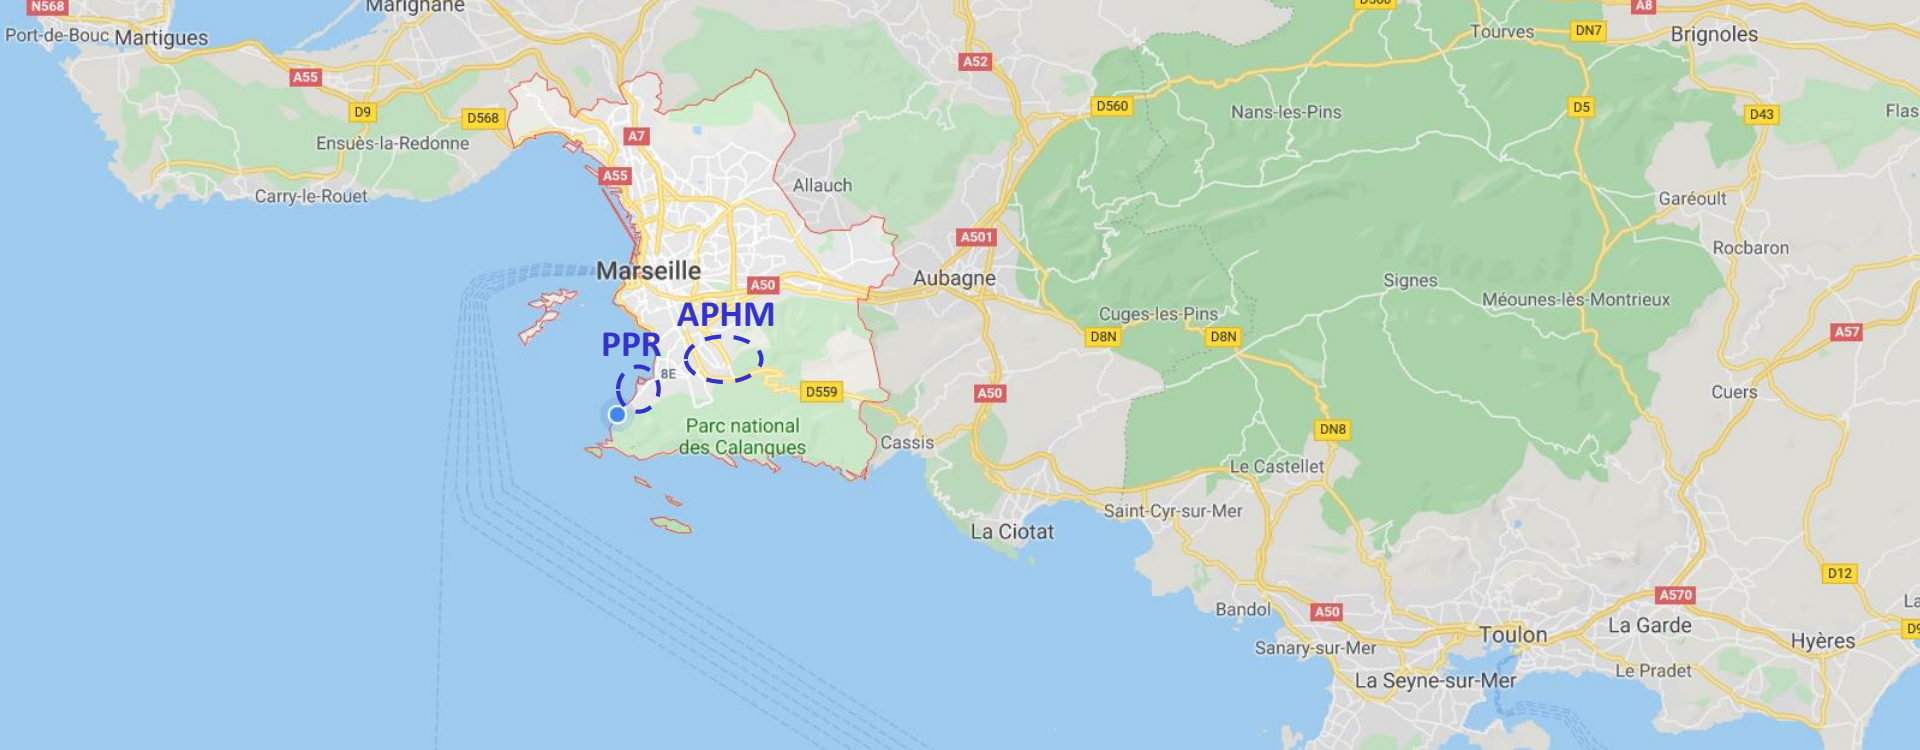 N568
Marignane
D560
A8
Port-de-Bouc
Martigues
Tourves
DN7
Brignoles
A52
A55
D9
D568
D560
Nans-les-Pins
D5
D43
Flas
Ensuès-la-Redonne
A7
A55
Allauch
Carry-le-Rouet
Garéoult
A501
Rocbaron
Marseille
A50
Aubagne
Signes
Méounes-lès-Montrieux
APHM
Cuges-les-Pins
PPR
D8N
D8N
A57
8E
D559
A50
Cuers
Parc national
des Calanques
Cassis
DN8
Le Castellet
Saint-Cyr-sur-Mer
La Ciotat
D12
Bandol
A50
A570
La
Toulon
La Garde
Hyères
D9
Sanary-sur-Mer
La Seyne-sur-Mer
Le Pradet